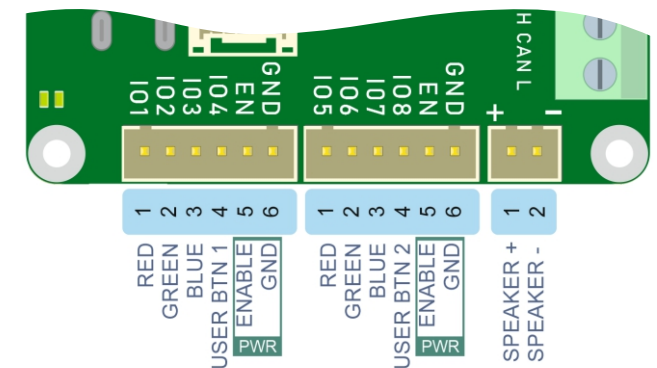 H CAN L
IO1
IO2
IO3
IO4
EN
GND
IO5
IO6
IO7
IO8
EN
GND
+ -
1
2
3
4
5
6
1
2
3
4
5
6
1
2
RED
GREEN
BLUE
USER BTN 1
ENABLE
GND
PWR
RED
GREEN
BLUE
USER BTN 2
ENABLE
GND
PWR
SPEAKER +
SPEAKER -